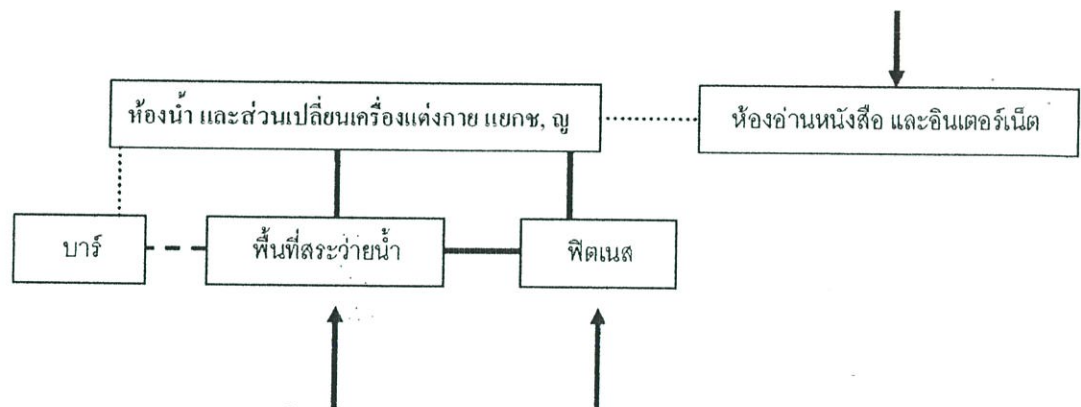 ห้องน้ำ และส่วนเปลี่ยนเครื่องแต่งกาย แยกช, ญ
ห้องอ่านหนังสือ และอินเตอร์เน็ต
บาร์
พื้นที่สระว่ายน้ำ
ฟิตเนส